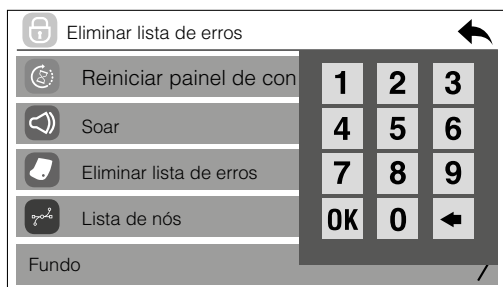 Eliminar lista de erros
Reiniciar painel de con
1 2 3
Soar
4 5 6
Eliminar lista de erros
7 8 9
Lista de nós
OK 0
Fundo